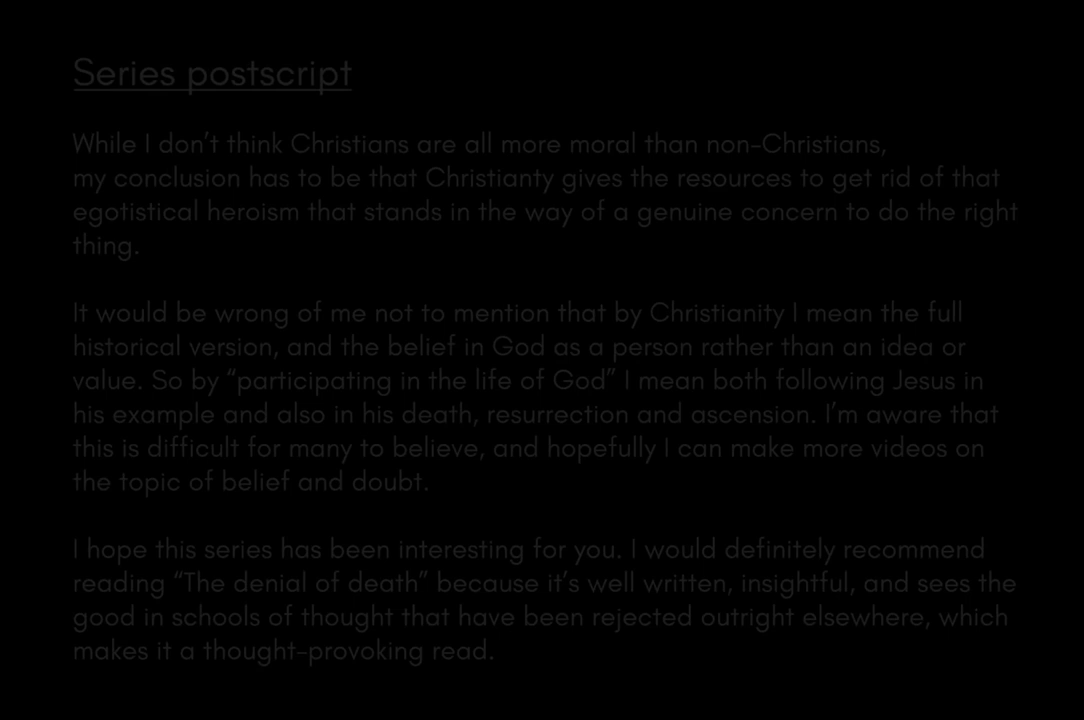 Series postscript
While I don’t think Christians are all more moral than non-Christians,
my conclusion has to be that Christianty gives the resources to get rid of that
egotistical heroism that stands in the way of a genuine concern to do the right
thing.
It would be wrong of me not to mention that by Christianity I mean the full
historical version, and the belief in God as a person rather than an idea or
value. So by “participating in the life of God” I mean both following Jesus in
his example and also in his death, resurrection and ascension. I’m aware that
this is difficult for many to believe, and hopefully I can make more videos on
the topic of belief and doubt.
I hope this series has been interesting for you. I would definitely recommend
reading “The denial of death” because it’s well written, insightful, and sees the
good in schools of thought that have been rejected outright elsewhere, which
makes it a thought-provoking read.